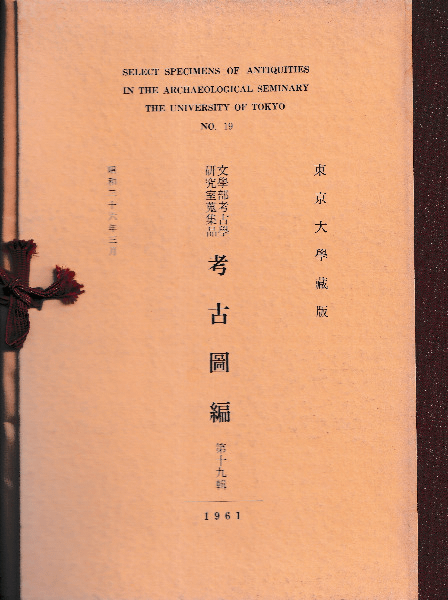 SELECT SPECIMENS OF ANTIQUITIES
IN THE ARCHAEOLOGICAL SEMINARY
THE UNIVERSITY OF TOKYO
NO. 19
東京大學藏版
文學部考古學
研究室蒐集品
考古圖編
第十九輯
昭和三十六年三月
1961